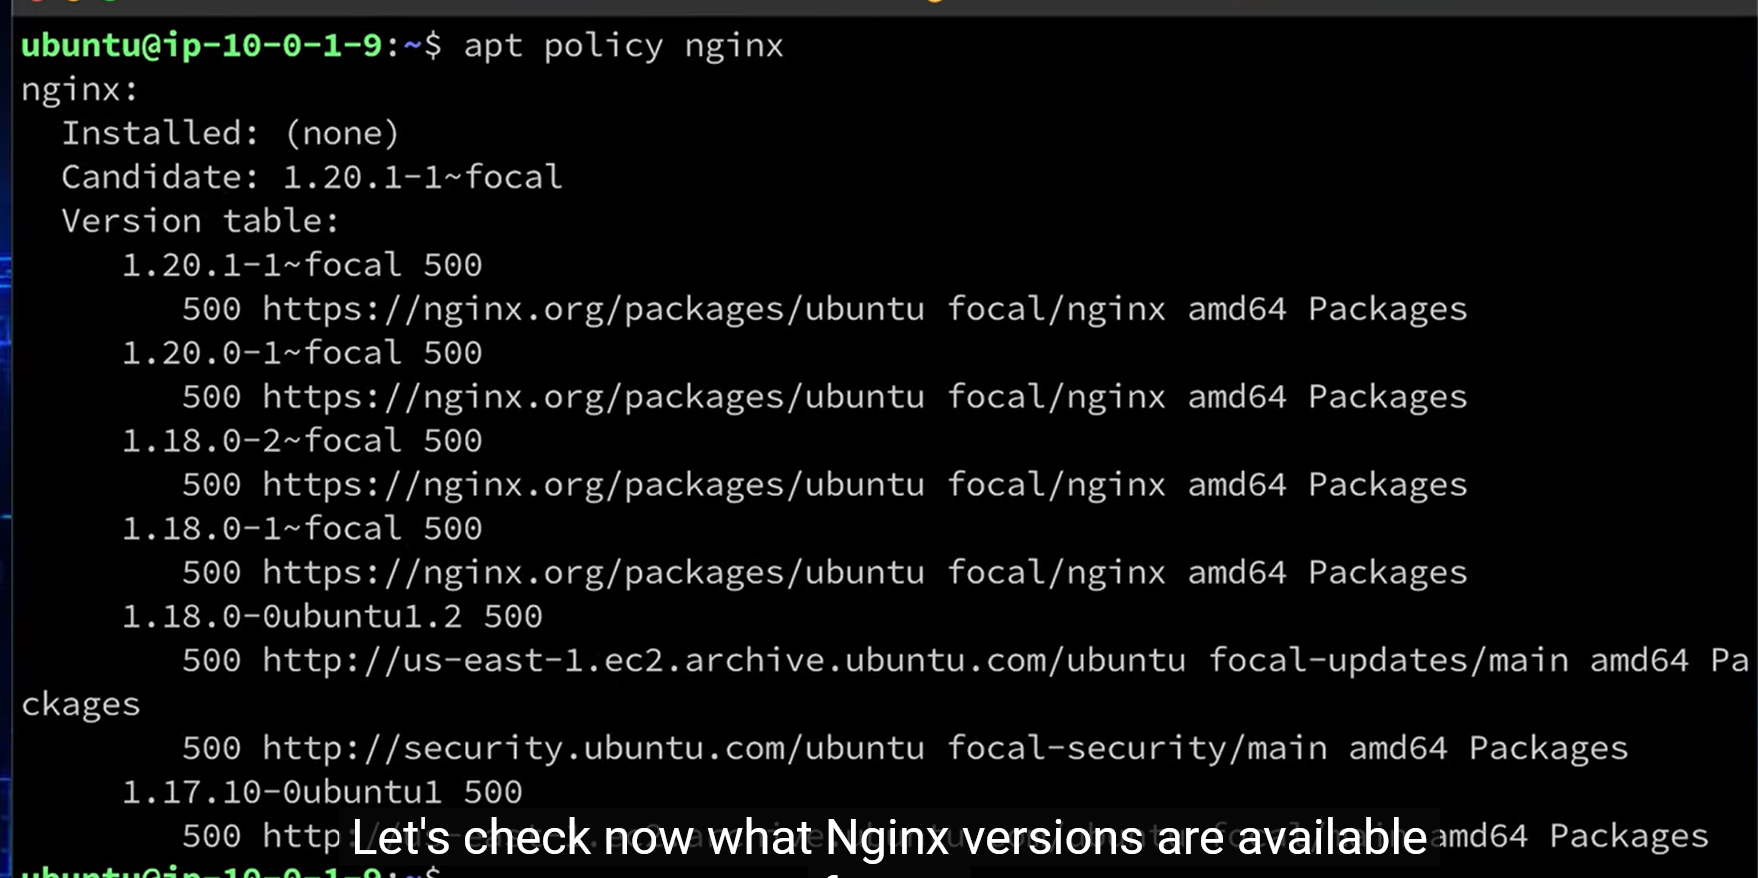 ubuntu@ip-10-0-1-9:~$ apt policy nginx
nginx:
  Installed: (none)
  Candidate: 1.20.1-1~focal
  Version table:
     1.20.1-1~focal 500
        500 https://nginx.org/packages/ubuntu focal/nginx amd64 Packages
     1.20.0-1~focal 500
        500 https://nginx.org/packages/ubuntu focal/nginx amd64 Packages
     1.18.0-2~focal 500
        500 https://nginx.org/packages/ubuntu focal/nginx amd64 Packages
     1.18.0-1~focal 500
        500 https://nginx.org/packages/ubuntu focal/nginx amd64 Packages
     1.18.0-0ubuntu1.2 500
        500 http://us-east-1.ec2.archive.ubuntu.com/ubuntu focal-updates/main amd64 Pa
ckages
        500 http://security.ubuntu.com/ubuntu focal-security/main amd64 Packages
     1.17.10-0ubuntu1 500
        500 http amd64 Packages
Let's check now what Nginx versions are available
ubuntu@ip-10-0-1-9:~$